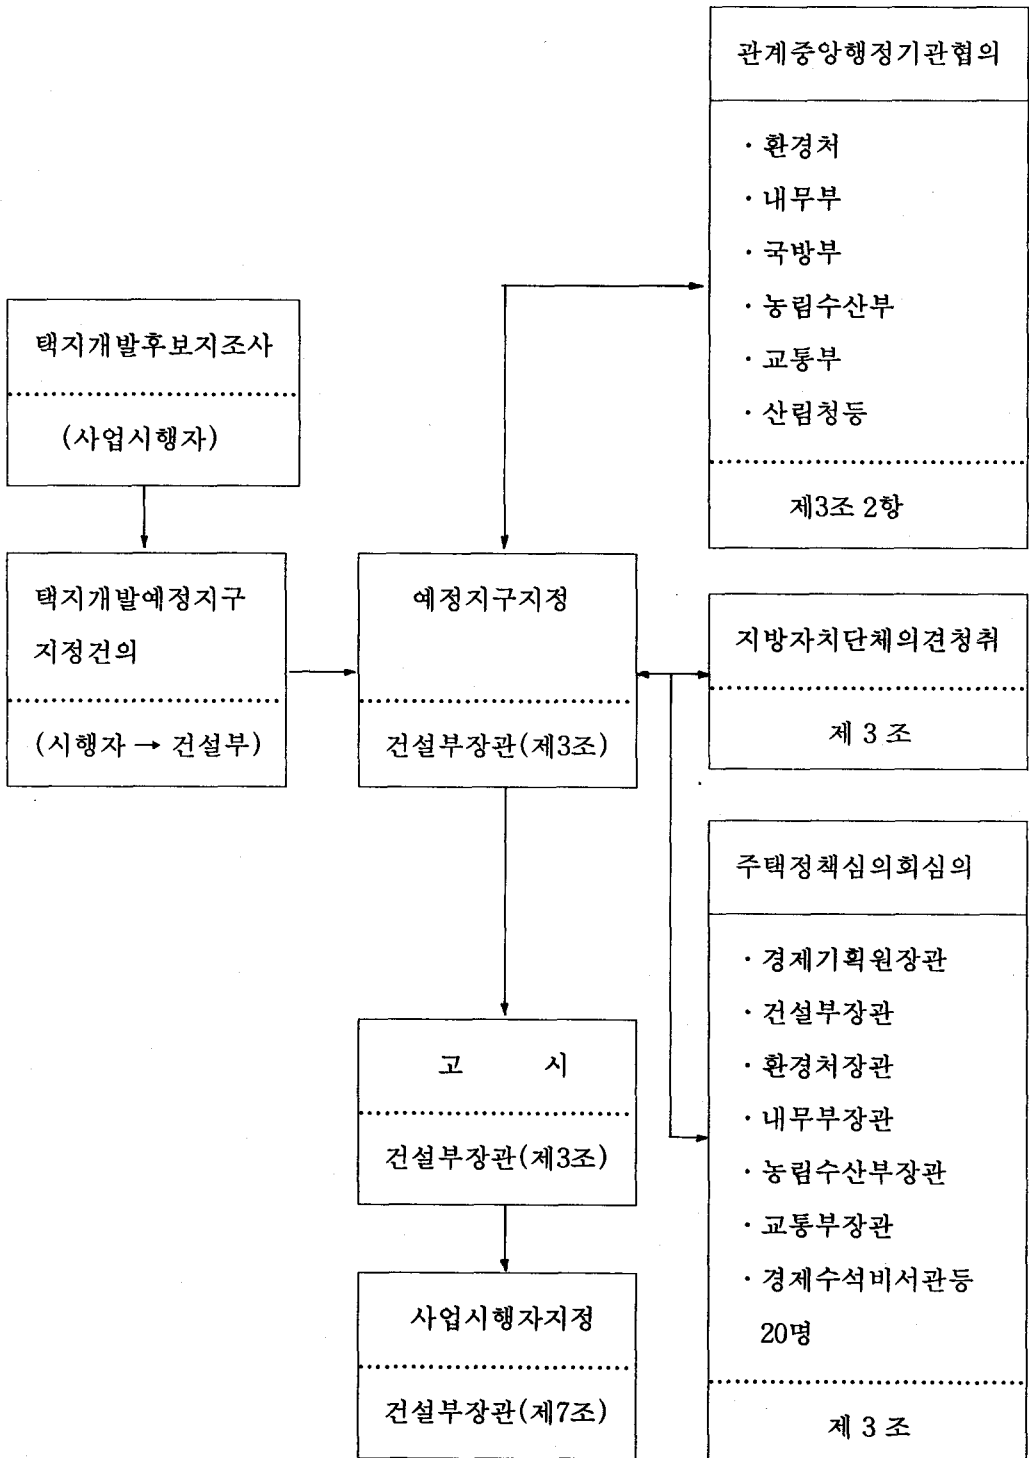 관계중앙행정기관협의
· 환경처
· 내무부
· 국방부
· 농림수산부
· 교통부
· 산림청등
제3조 2항
택지개발후보지조사
(사업시행자)
택지개발예정지구
지정건의
(시행자 → 건설부)
예정지구지정
건설부장관(제3조)
지방자치단체의견청취
제 3 조
주택정책심의회심의
· 경제기획원장관
· 건설부장관
· 환경처장관
· 내무부장관
· 농림수산부장관
· 교통부장관
· 경제수석비서관등
20명
제 3 조
고 시
건설부장관(제3조)
사업시행자지정
건설부장관(제7조)